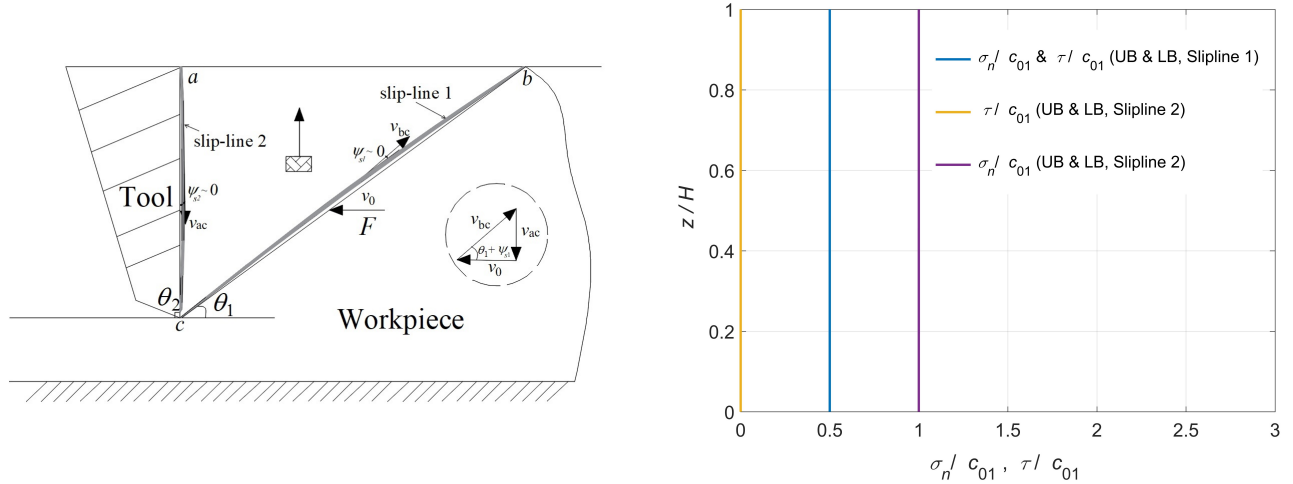 a
b
slip-line 1
slip-line 2
v_bc
ψ_s1~0
Tool
ψ_s2~0
v_ac
v_0
F
v_bc
v_ac
θ_1+ ψ_s1
v_0
θ_2
θ_1
c
Workpiece
1
0.8
0.6
0.4
0.2
0
z / H
σ_n/ c_01 & τ/ c_01 (UB & LB, Slipline 1)
τ/ c_01 (UB & LB, Slipline 2)
σ_n/ c_01 (UB & LB, Slipline 2)
0 0.5 1 1.5 2 2.5 3
σ_n/ c_01 , τ/ c_01